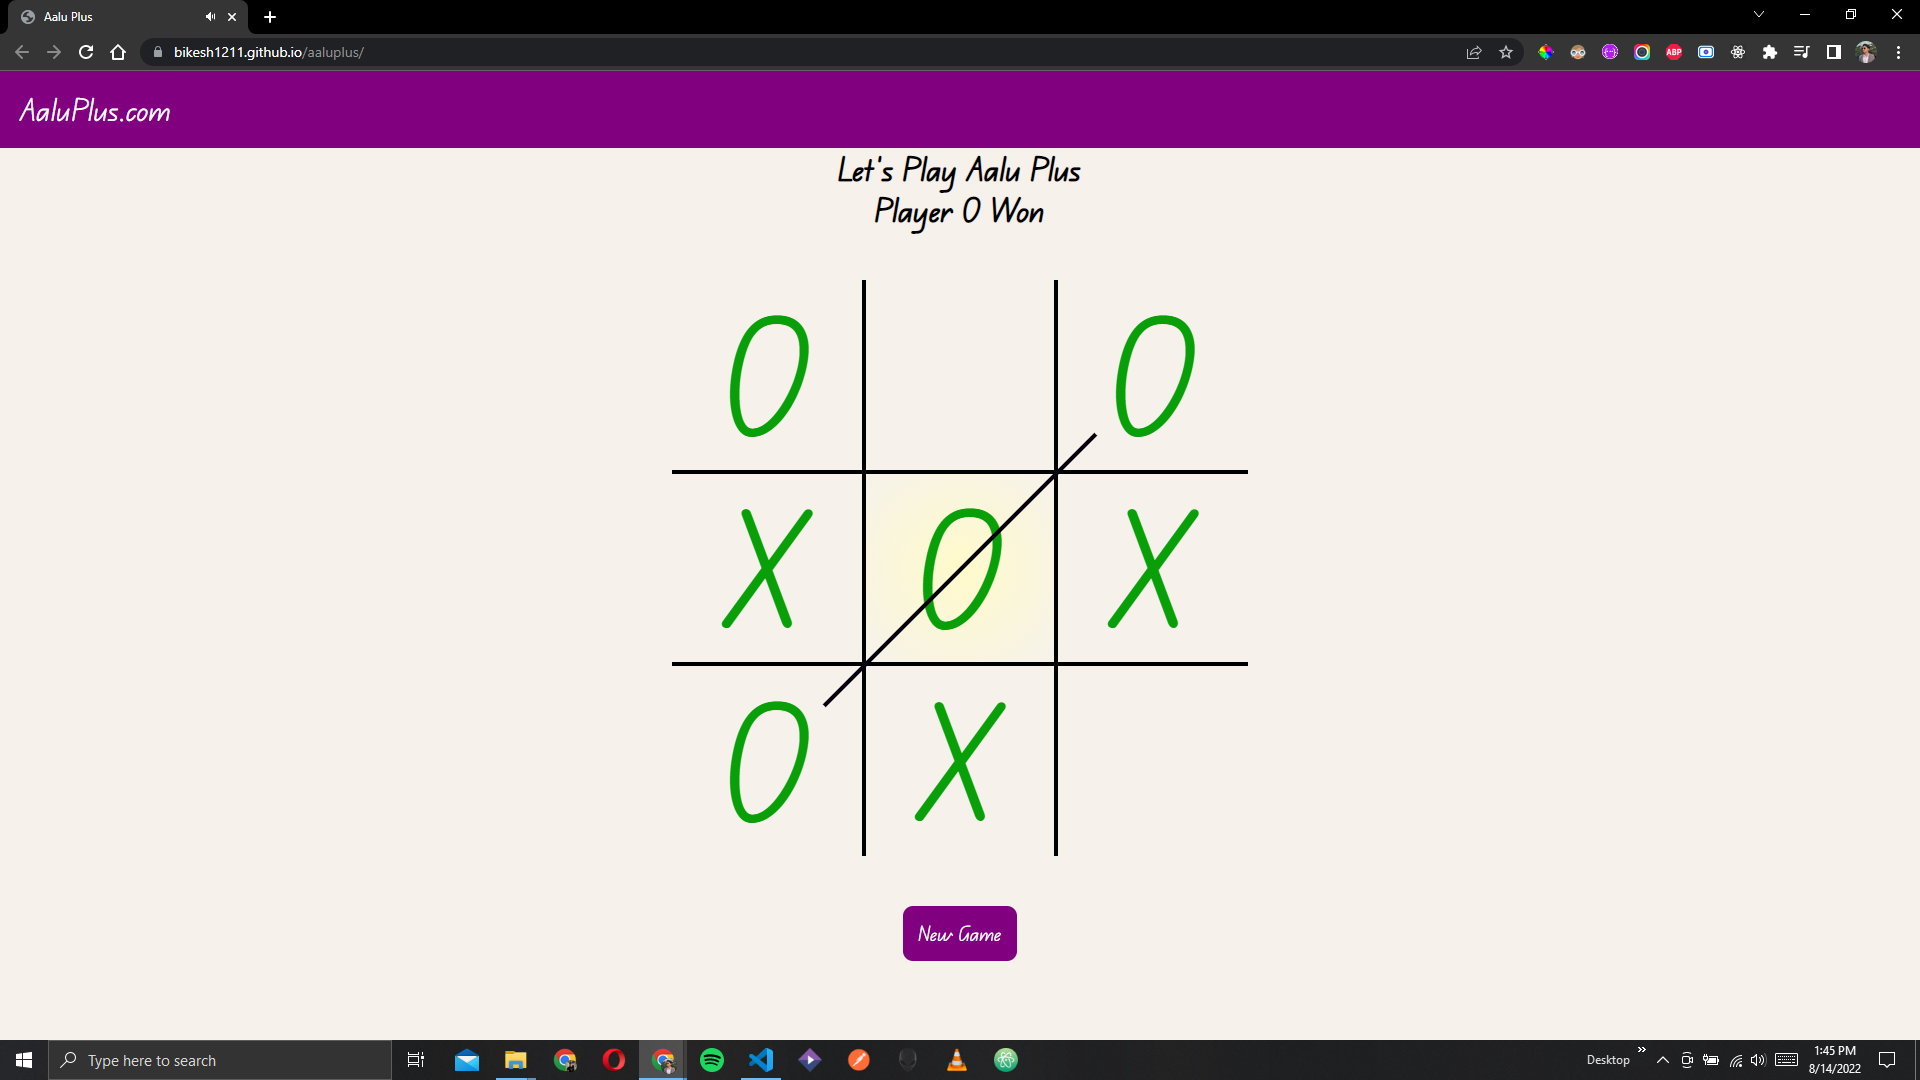 Aalu Plus
bikesh1211.github.io/aaluplus/
ABP
AaluPlus.com
Let's Play Aalu Plus
Player O Won
O O
X O X
O X
New Game
Type here to search
Desktop
1:45 PM
8/14/2022